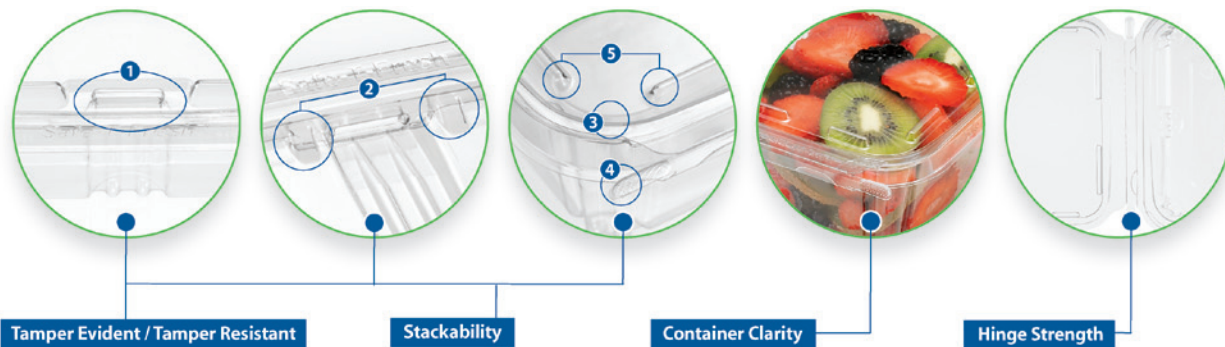 1
2
5
3
4
Tamper Evident / Tamper Resistant
Stackability
Container Clarity
Hinge Strength